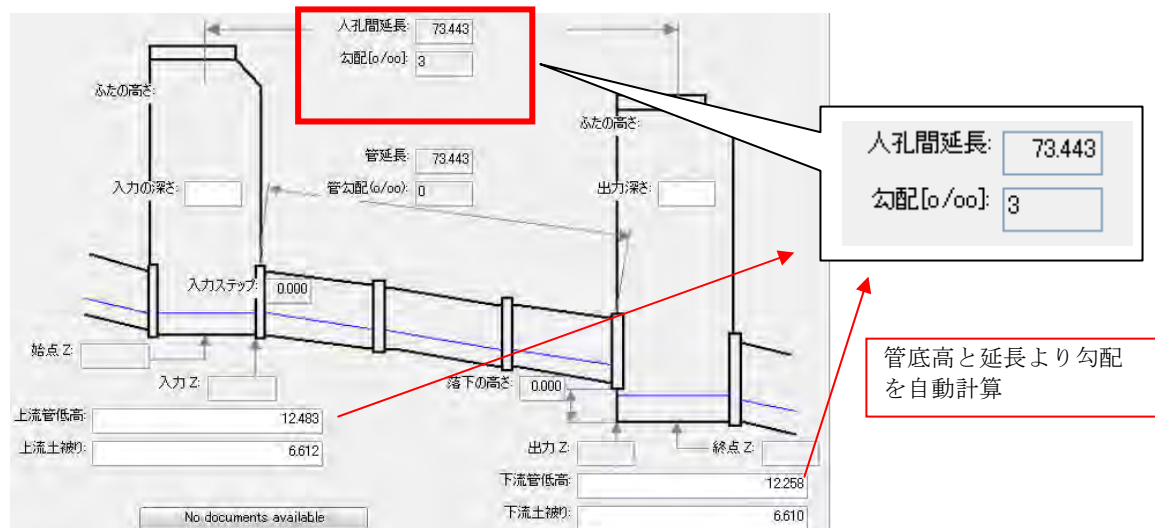 人孔間延長: 73.443
勾配[o/oo]: 3
ふたの高さ:
ふたの高さ:
人孔間延長: 73.443
勾配[o/oo]: 3
管延長: 73.443
入力の深さ:
管勾配(o/oo): 0
出力深さ:
入力ステップ: 0.000
始点 Z:
入力 Z:
落下の高さ: 0.000
管底高と延長より勾配
を自動計算
上流管低高: 12.483
上流土被り: 6.612
出力 Z:
終点 Z:
下流管低高: 12.258
下流土被り: 6.610
No documents available